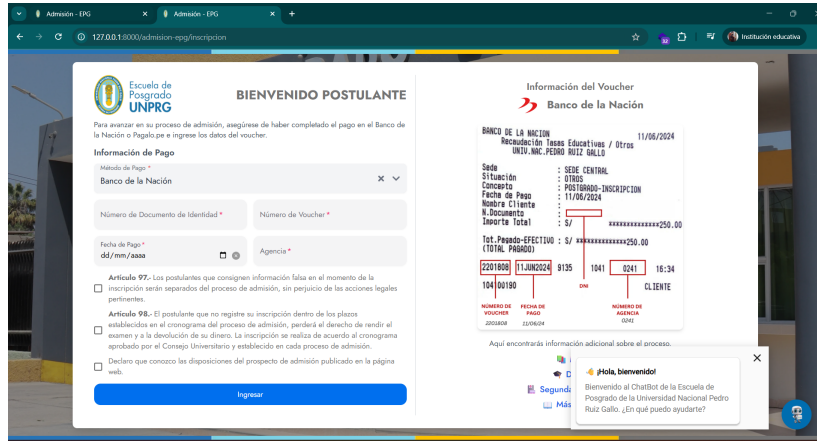 Admisión - EPG
Admisión - EPG
127.0.0.1:8000/admision-epg/inscripcion
32
Institución educativa
Escuela de
Posgrado
UNPRG
BIENVENIDO POSTULANTE
Para avanzar en su proceso de admisión, asegúrese de haber completado el pago en el Banco de
la Nación o Pagalo.pe e ingrese los datos del voucher.
Información de Pago
Método de Pago *
Banco de la Nación
Número de Documento de Identidad *
Número de Voucher *
Fecha de Pago *
dd/mm/aaaa
Agencia *
Artículo 97.- Los postulantes que consignen información falsa en el momento de la
inscripción serán separados del proceso de admisión, sin perjuicio de las acciones legales
pertinentes.
Artículo 98.- El postulante que no registre su inscripción dentro de los plazos
establecidos en el cronograma del proceso de admisión, perderá el derecho de rendir el
examen y a la devolución de su dinero. La inscripción se realiza de acuerdo al cronograma
aprobado por el Consejo Universitario y establecido en cada proceso de admisión.
Declaro que conozco las disposiciones del prospecto de admisión publicado en la página
web.
Ingresar
Información del Voucher
Banco de la Nación
BANCO DE LA NACION 11/06/2024
Recaudación Tasas Educativas / Otros
UNIV.NAC.PEDRO RUIZ GALLO
Sede : SEDE CENTRAL
Situación : OTROS
Concepto : POSTGRADO-INSCRIPCION
Fecha de Pago : 11/06/2024
Nombre Cliente :
N.Documento :
Importe Total : S/ ***************250.00
Tot.Pagado-EFECTIVO : S/ ***************250.00
(TOTAL PAGADO)
2201808 11JUN2024 9135 1041 0241 16:34
104100190 DNI CLIENTE
NÚMERO DE VOUCHER
FECHA DE PAGO
NÚMERO DE AGENCIA
2201808
11/06/24
0241
Aquí encontrarás información adicional sobre el proceso.
D
Segunda
Más
¡Hola, bienvenido!
Bienvenido al ChatBot de la Escuela de
Posgrado de la Universidad Nacional Pedro
Ruiz Gallo. ¿En qué puedo ayudarte?